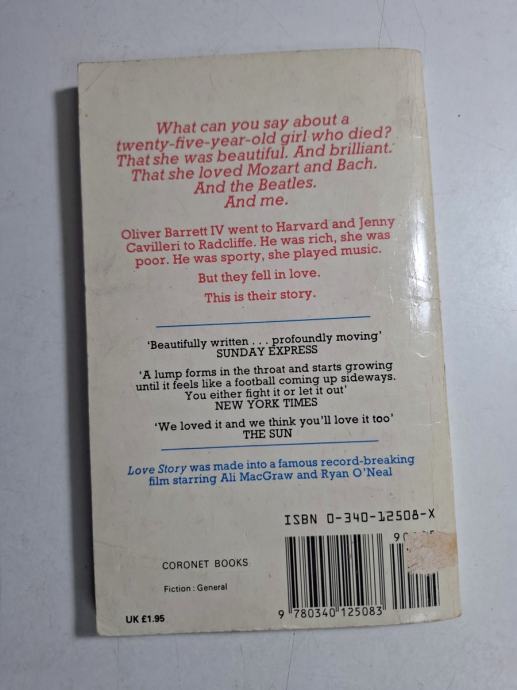 What can you say about a
twenty-five-year-old girl who died?
That she was beautiful. And brilliant.
That she loved Mozart and Bach.
And the Beatles.
And me.
Oliver Barrett IV went to Harvard and Jenny
Cavilleri to Radcliffe. He was rich, she was
poor. He was sporty, she played music.
But they fell in love.
This is their story.
‘Beautifully written . . . profoundly moving’
SUNDAY EXPRESS
‘A lump forms in the throat and starts growing
until it feels like a football coming up sideways.
You either fight it or let it out’
NEW YORK TIMES
‘We loved it and we think you’ll love it too’
THE SUN
Love Story was made into a famous record-breaking
film starring Ali MacGraw and Ryan O’Neal
ISBN 0-340-12508-X
CORONET BOOKS
Fiction : General
9 780340 125083
UK £1.95